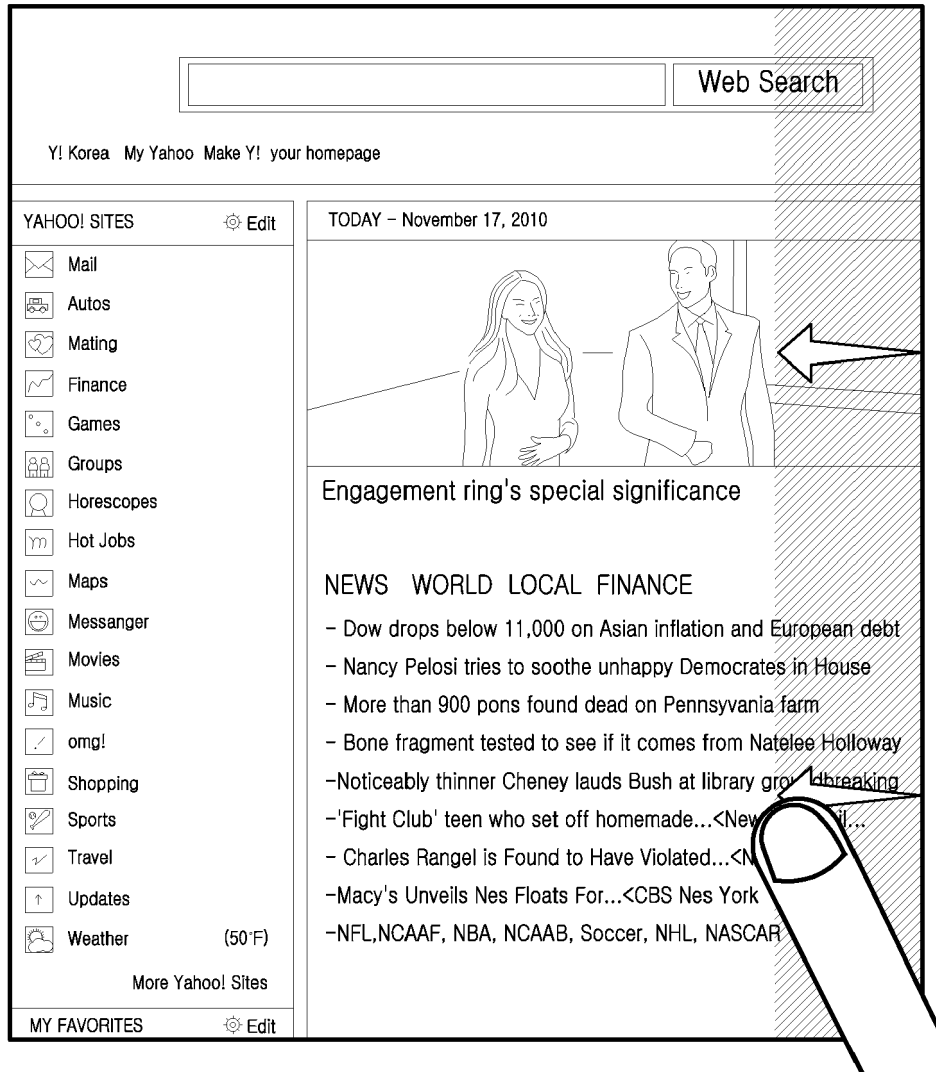 Web Search
Y! Korea My Yahoo Make Y! your homepage
YAHOO! SITES Edit
Mail
Autos
Mating
Finance
Games
Groups
Horescopes
Hot Jobs
Maps
Messanger
Movies
Music
omg!
Shopping
Sports
Travel
Updates
Weather (50°F)
More Yahoo! Sites
MY FAVORITES Edit
TODAY - November 17, 2010
Engagement ring's special significance
NEWS WORLD LOCAL FINANCE
- Dow drops below 11,000 on Asian inflation and European debt
- Nancy Pelosi tries to soothe unhappy Democrates in House
- More than 900 pons found dead on Pennsyvania farm
- Bone fragment tested to see if it comes from Natelee Holloway
-Noticeably thinner Cheney lauds Bush at library groundbreaking
-'Fight Club' teen who set off homemade...<New
- Charles Rangel is Found to Have Violated...<N
-Macy's Unveils Nes Floats For...<CBS Nes York
-NFL,NCAAF, NBA, NCAAB, Soccer, NHL, NASCAR